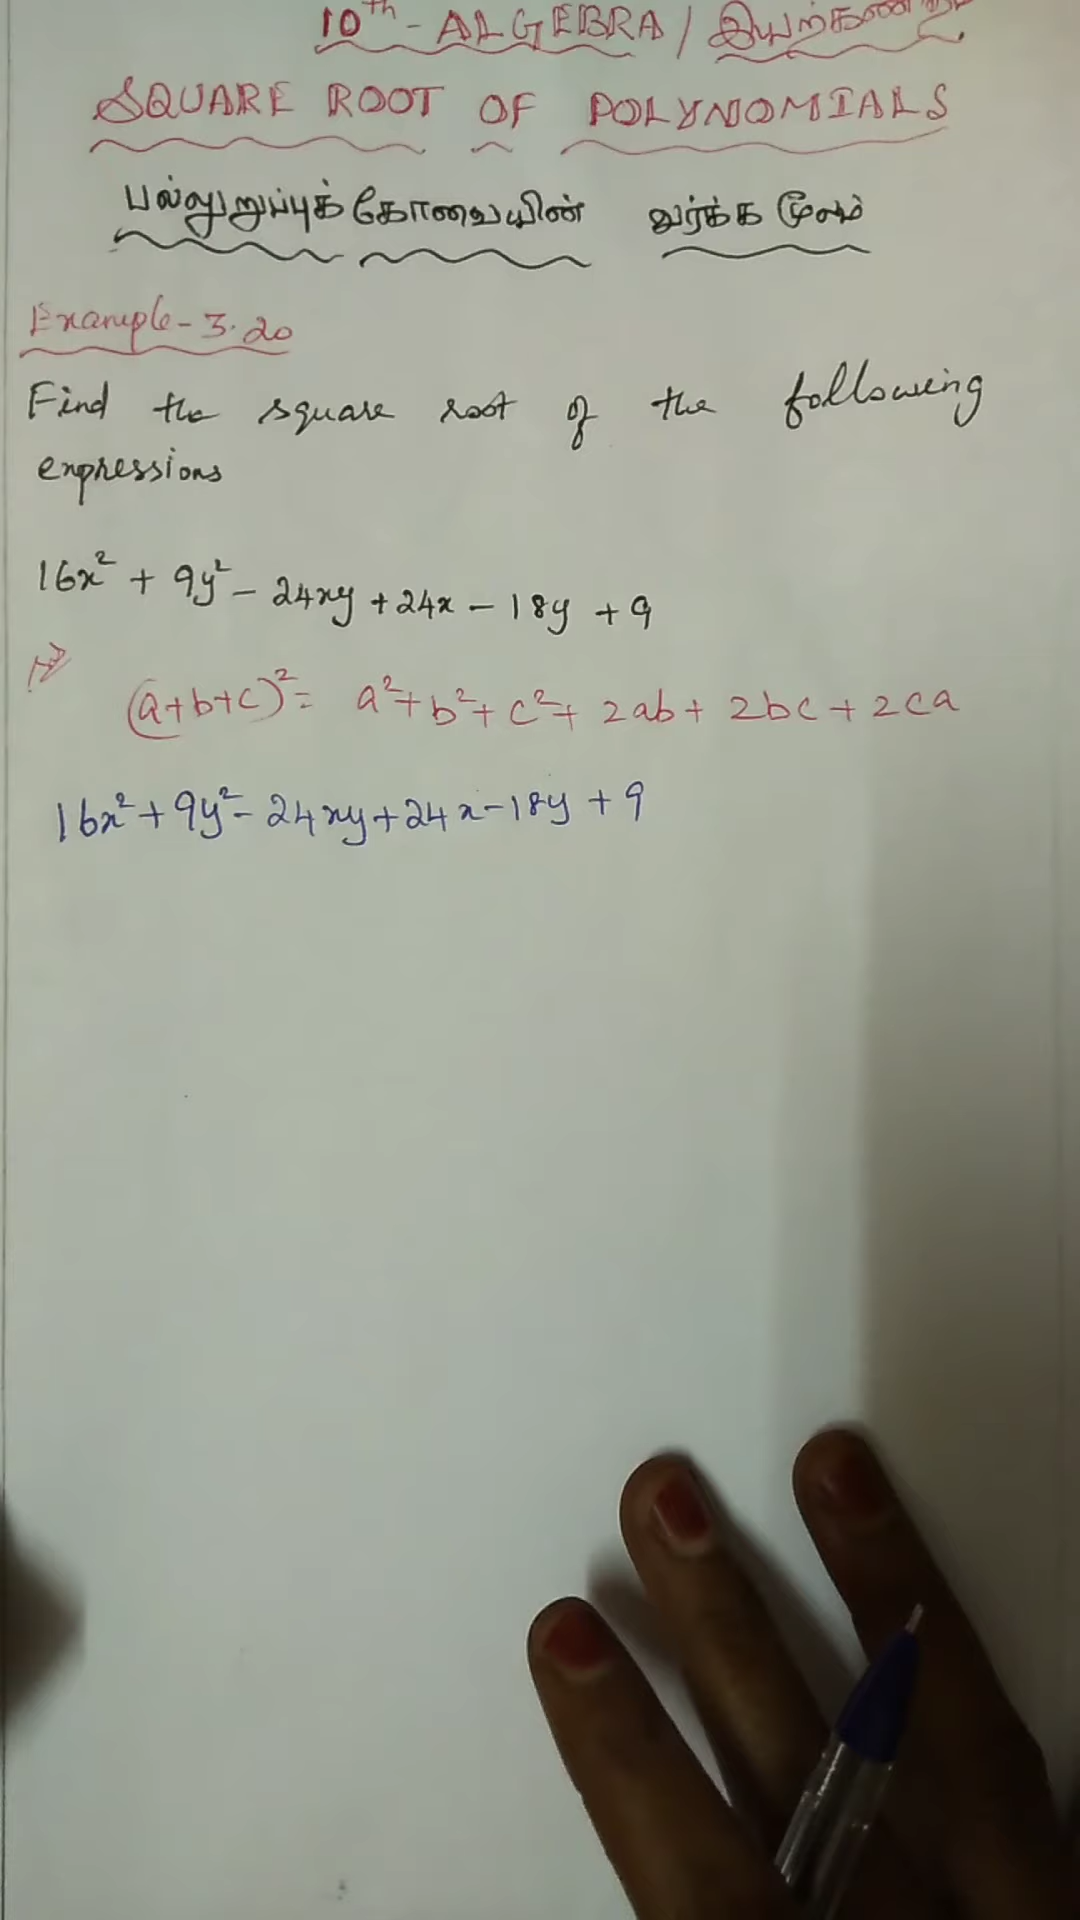 10th - ALGEBRA / இயற்கணிதம்
SQUARE ROOT OF POLYNOMIALS
பல்லுறுப்புக் கோவையின் வர்க்க மூலம்
Example - 3.20
Find the square root of the following
expressions
16x² + 9y² - 24xy + 24x - 18y + 9
(a+b+c)² = a² + b² + c² + 2ab + 2bc + 2ca
16x² + 9y² - 24xy + 24x - 18y + 9